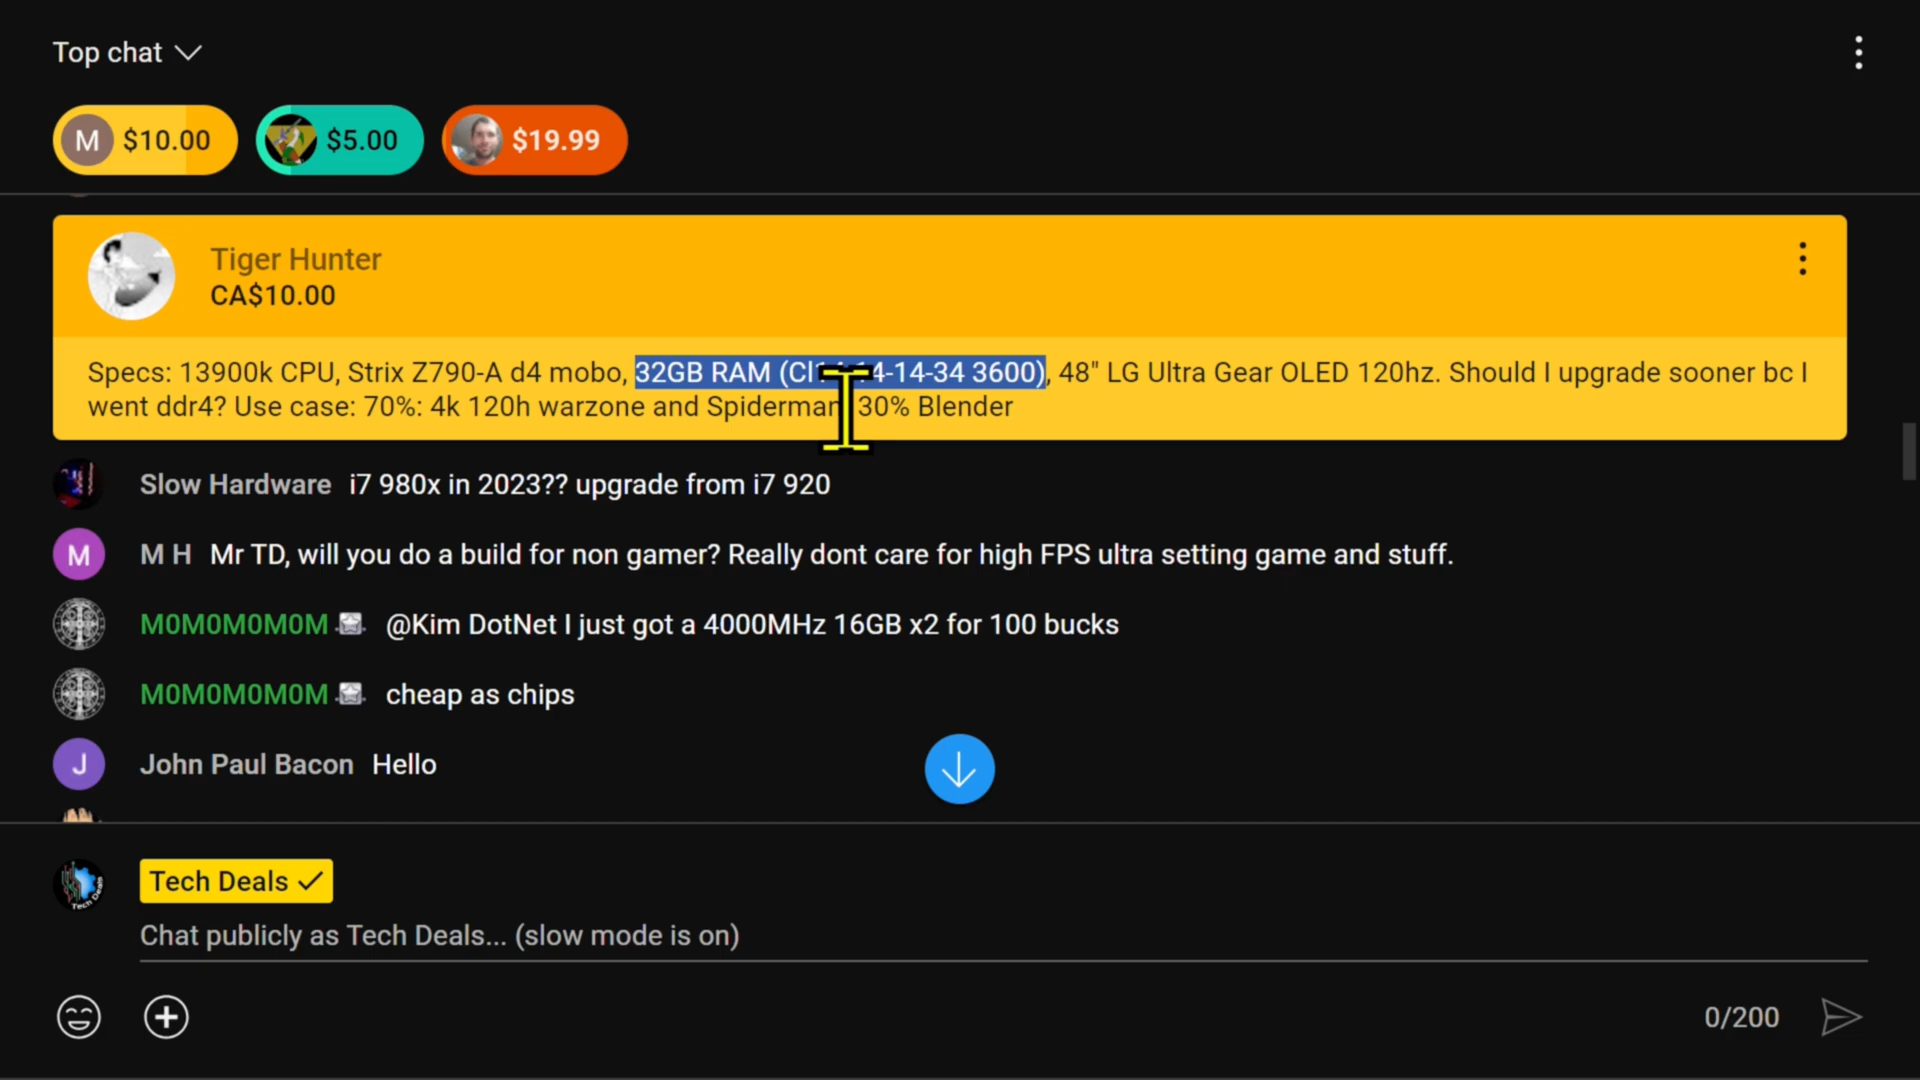 Top chat
M $10.00 $5.00 $19.99
Tiger Hunter
CA$10.00
Specs: 13900k CPU, Strix Z790-A d4 mobo, 32GB RAM (Cl14-14-14-34 3600), 48" LG Ultra Gear OLED 120hz. Should I upgrade sooner bc I
went ddr4? Use case: 70%: 4k 120h warzone and Spiderman 30% Blender
Slow Hardware i7 980x in 2023?? upgrade from i7 920
M M H Mr TD, will you do a build for non gamer? Really dont care for high FPS ultra setting game and stuff.
M0M0M0M0M @Kim DotNet I just got a 4000MHz 16GB x2 for 100 bucks
M0M0M0M0M cheap as chips
J John Paul Bacon Hello
Tech Deals
Tech Deals
Chat publicly as Tech Deals... (slow mode is on)
0/200